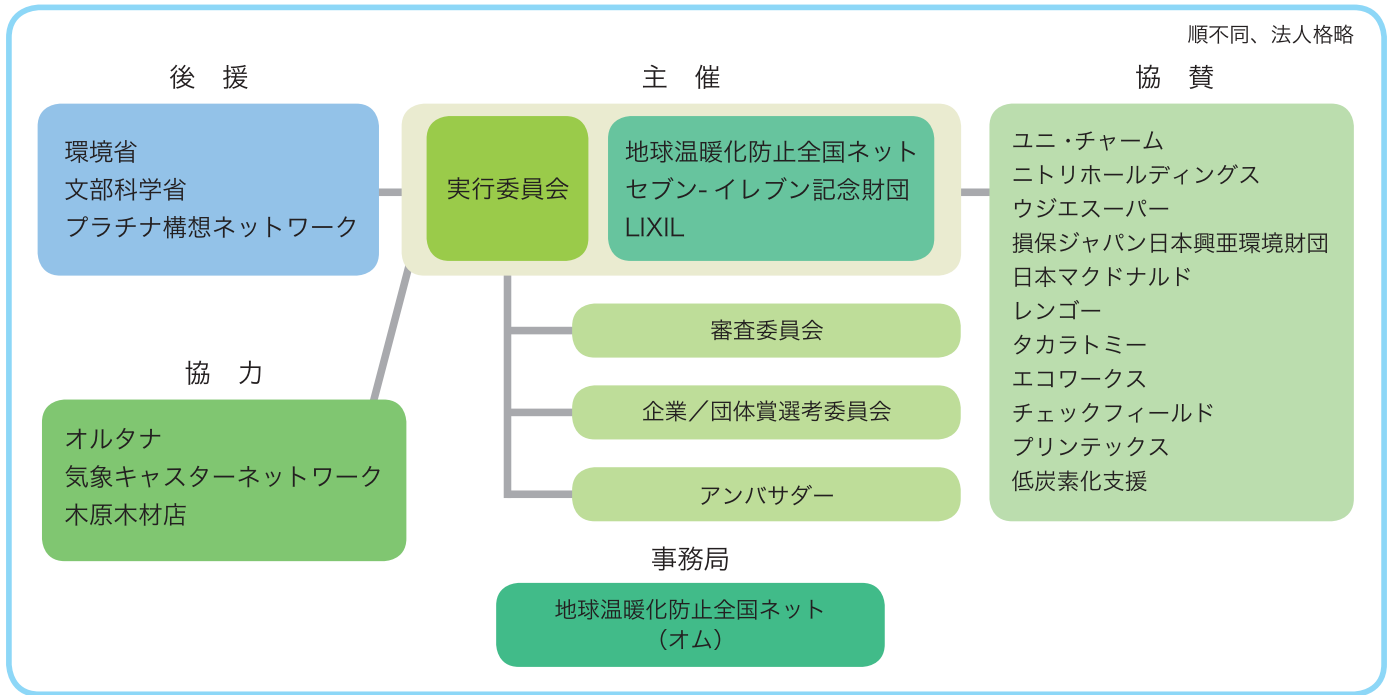 順不同、法人格略
後　援
環境省
文部科学省
プラチナ構想ネットワーク
主　催
実行委員会
地球温暖化防止全国ネット
セブン-イレブン記念財団
LIXIL
協　賛
ユニ・チャーム
ニトリホールディングス
ウジエスーパー
損保ジャパン日本興亜環境財団
日本マクドナルド
レンゴー
タカラトミー
エコワークス
チェックフィールド
プリンテックス
低炭素化支援
審査委員会
企業／団体賞選考委員会
アンバサダー
協　力
オルタナ
気象キャスターネットワーク
木原木材店
事務局
地球温暖化防止全国ネット
（オム）